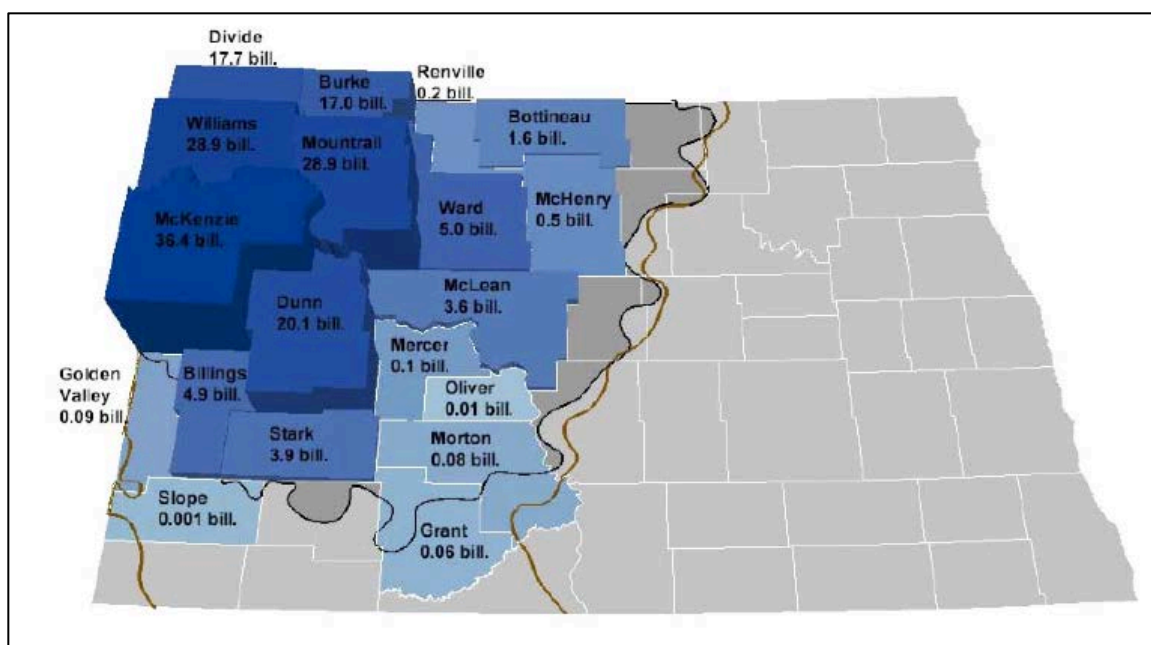 Divide
17.7 bill.
Burke
17.0 bill.
Renville
0.2 bill.
Bottineau
1.6 bill.
Williams
28.9 bill.
Mountrail
28.9 bill.
McKenzie
36.4 bill.
Ward
5.0 bill.
McHenry
0.5 bill.
Dunn
20.1 bill.
McLean
3.6 bill.
Mercer
0.1 bill.
Golden
Valley
0.09 bill.
Billings
4.9 bill.
Oliver
0.01 bill.
Stark
3.9 bill.
Morton
0.08 bill.
Slope
0.001 bill.
Grant
0.06 bill.